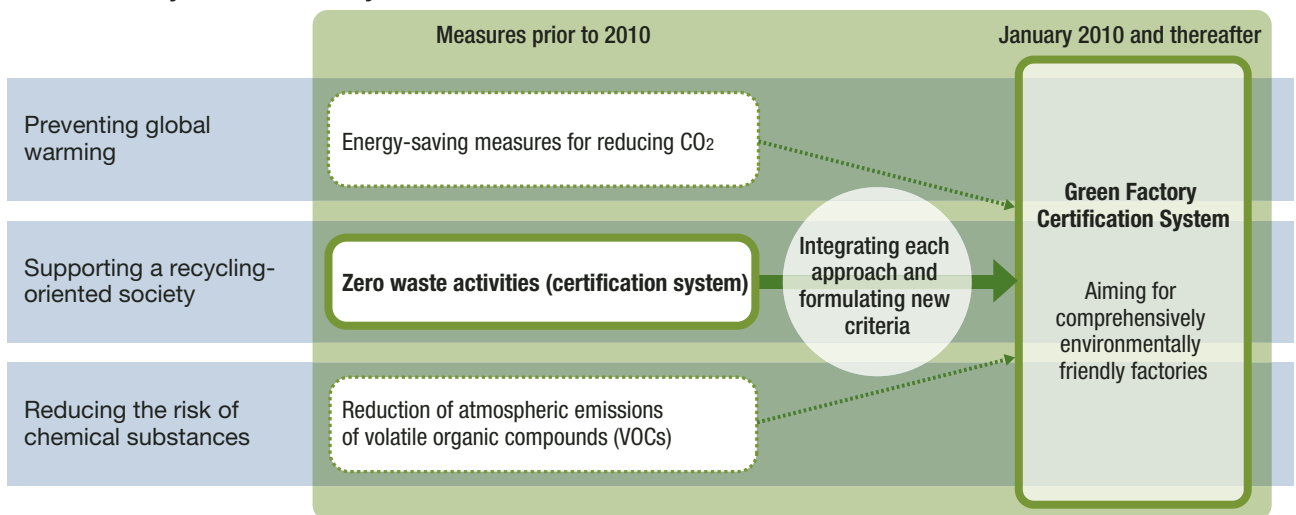 Measures prior to 2010
January 2010 and thereafter
Preventing global
warming
Energy-saving measures for reducing CO2
Supporting a recycling-
oriented society
Zero waste activities (certification system)
Integrating each
approach and
formulating new
criteria
Reducing the risk of
chemical substances
Reduction of atmospheric emissions
of volatile organic compounds (VOCs)
Green Factory
Certification System
Aiming for
comprehensively
environmentally
friendly factories